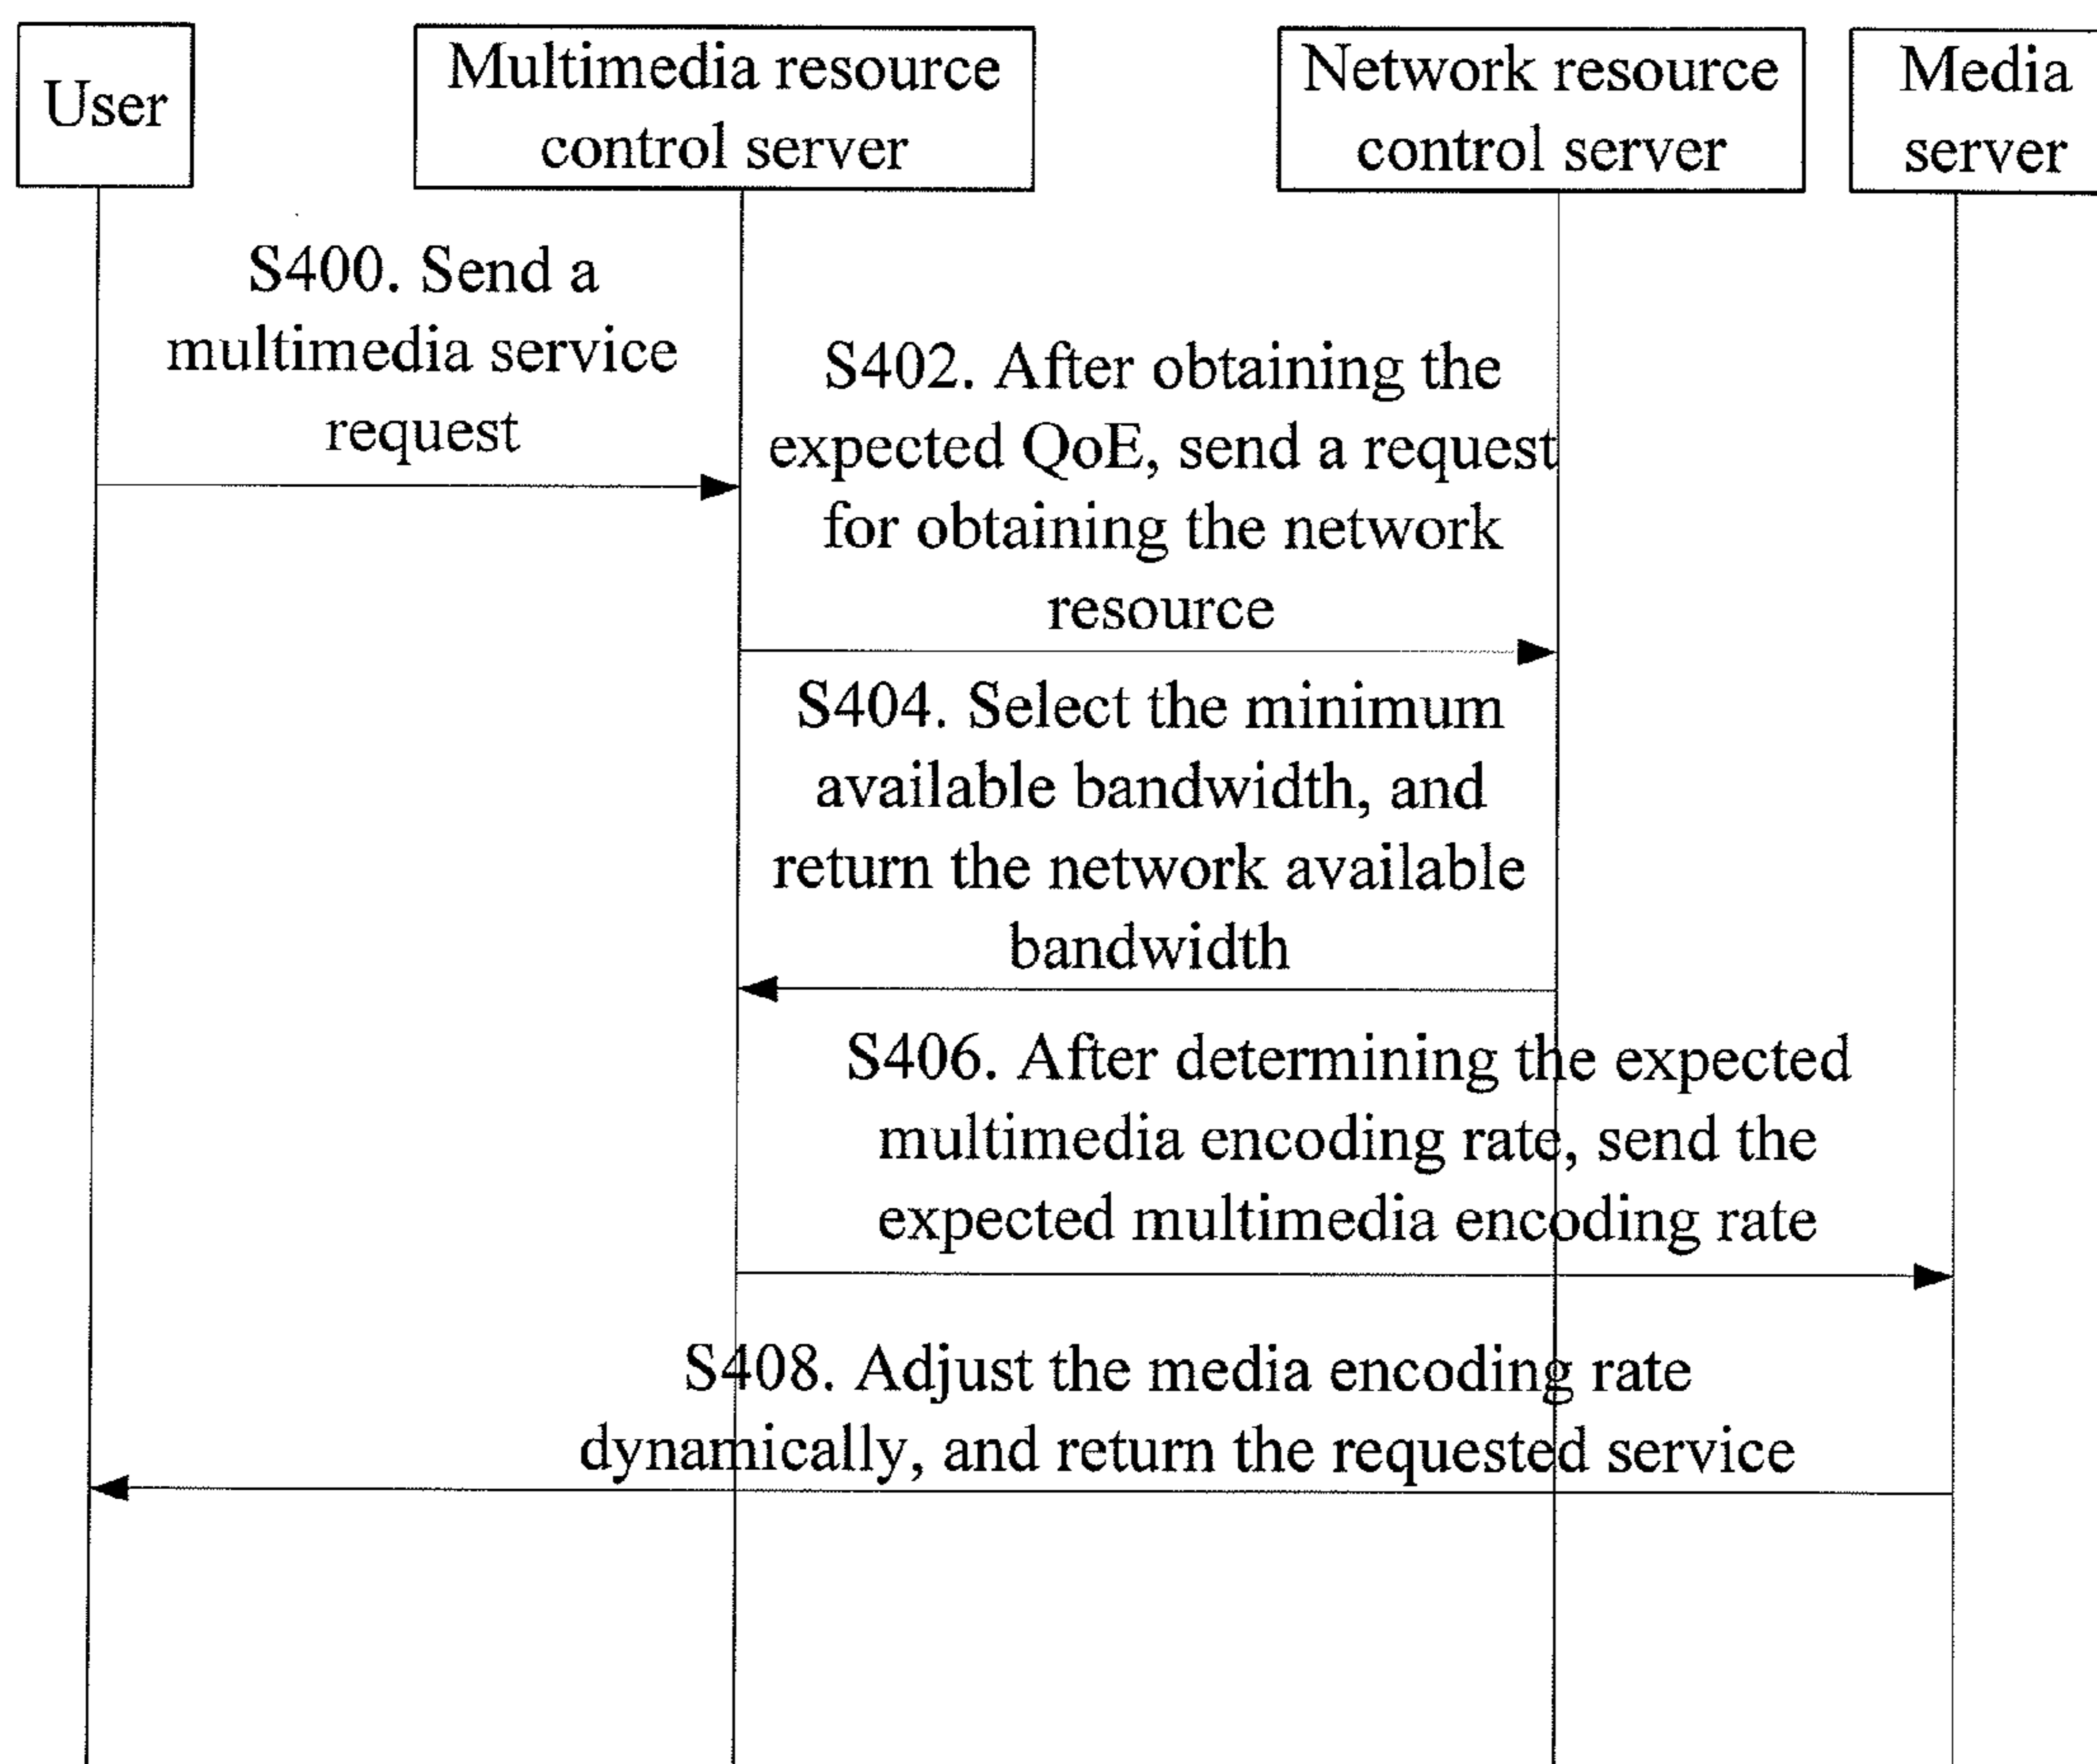 User
Multimedia resource
control server
Network resource
control server
Media
server
S400. Send a
multimedia service
request
S402. After obtaining the
expected QoE, send a request
for obtaining the network
resource
S404. Select the minimum
available bandwidth, and
return the network available
bandwidth
S406. After determining the expected
multimedia encoding rate, send the
expected multimedia encoding rate
S408. Adjust the media encoding rate
dynamically, and return the requested service